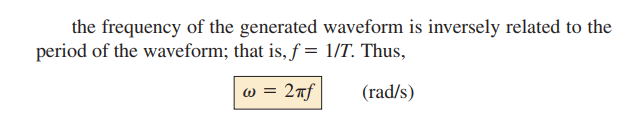 the frequency of the generated waveform is inversely related to the
period of the waveform; that is, f = 1/T. Thus,
ω = 2πf (rad/s)